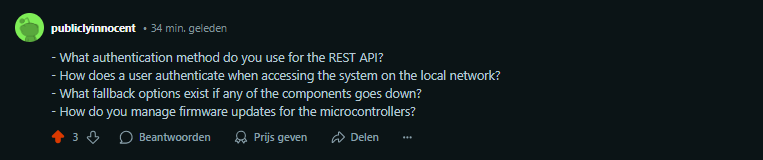 publiclyinnocent • 34 min. geleden
- What authentication method do you use for the REST API?
- How does a user authenticate when accessing the system on the local network?
- What fallback options exist if any of the components goes down?
- How do you manage firmware updates for the microcontrollers?
3 Beantwoorden Prijs geven Delen ···